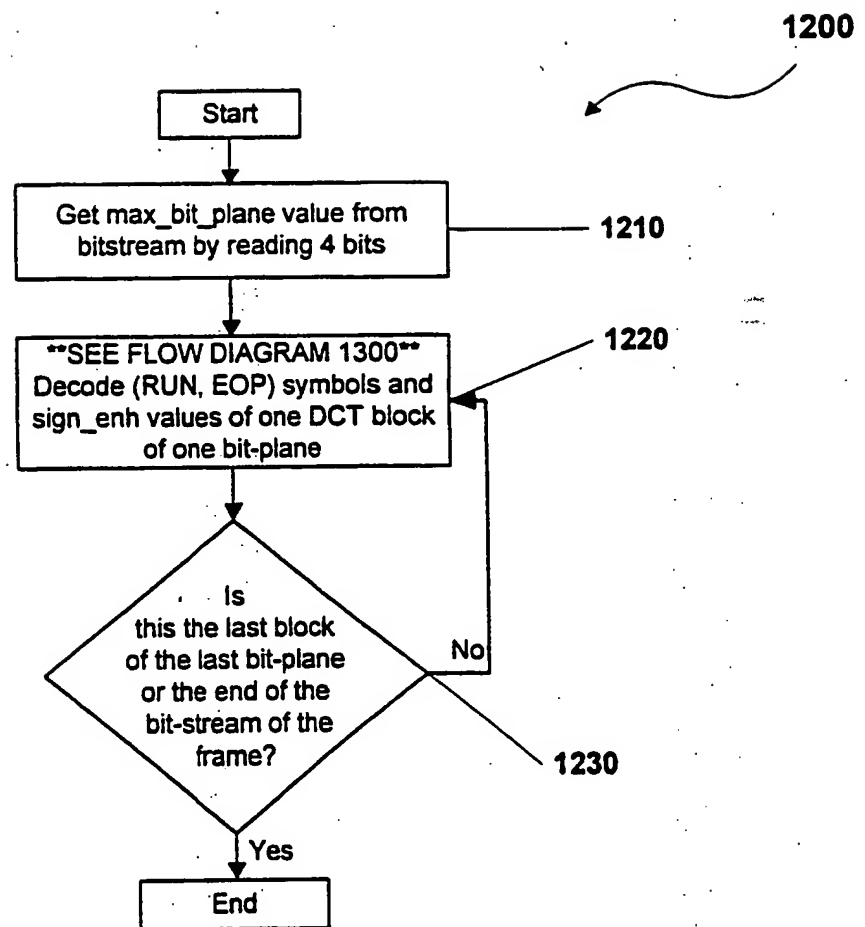 1200
Start
Get max_bit_plane value from
bitstream by reading 4 bits
1210
**SEE FLOW DIAGRAM 1300**
Decode (RUN, EOP) symbols and
sign_enh values of one DCT block
of one bit-plane
1220
Is
this the last block
of the last bit-plane
or the end of the
bit-stream of the
frame?
No
1230
Yes
End